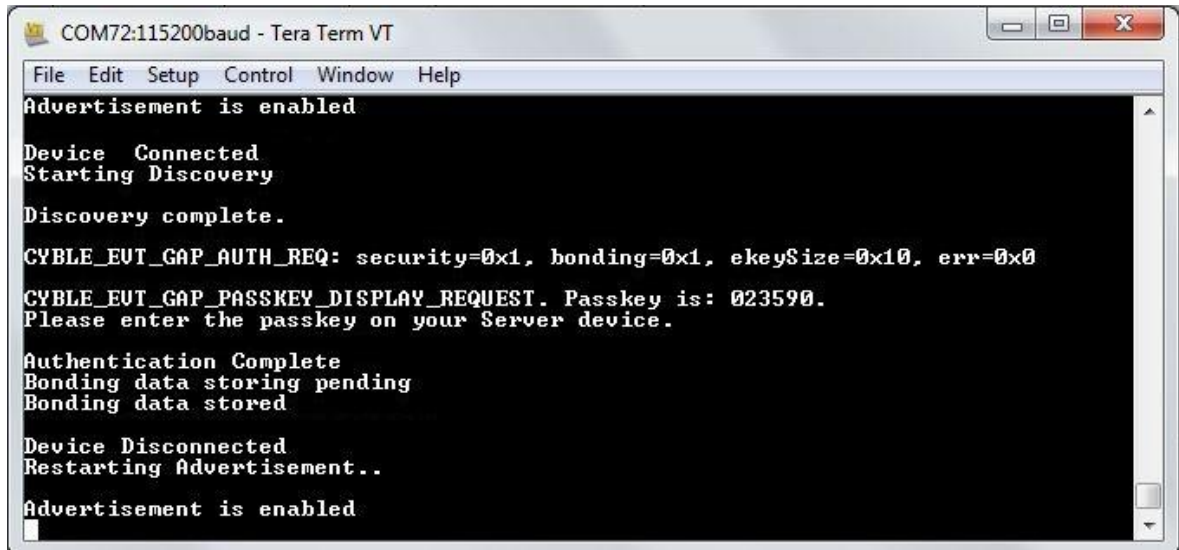 COM72:115200baud - Tera Term VT
File Edit Setup Control Window Help
Advertisement is enabled
Device  Connected
Starting Discovery
Discovery complete.
CYBLE_EVT_GAP_AUTH_REQ: security=0x1, bonding=0x1, ekeySize=0x10, err=0x0
CYBLE_EVT_GAP_PASSKEY_DISPLAY_REQUEST. Passkey is: 023590.
Please enter the passkey on your Server device.
Authentication Complete
Bonding data storing pending
Bonding data stored
Device Disconnected
Restarting Advertisement..
Advertisement is enabled